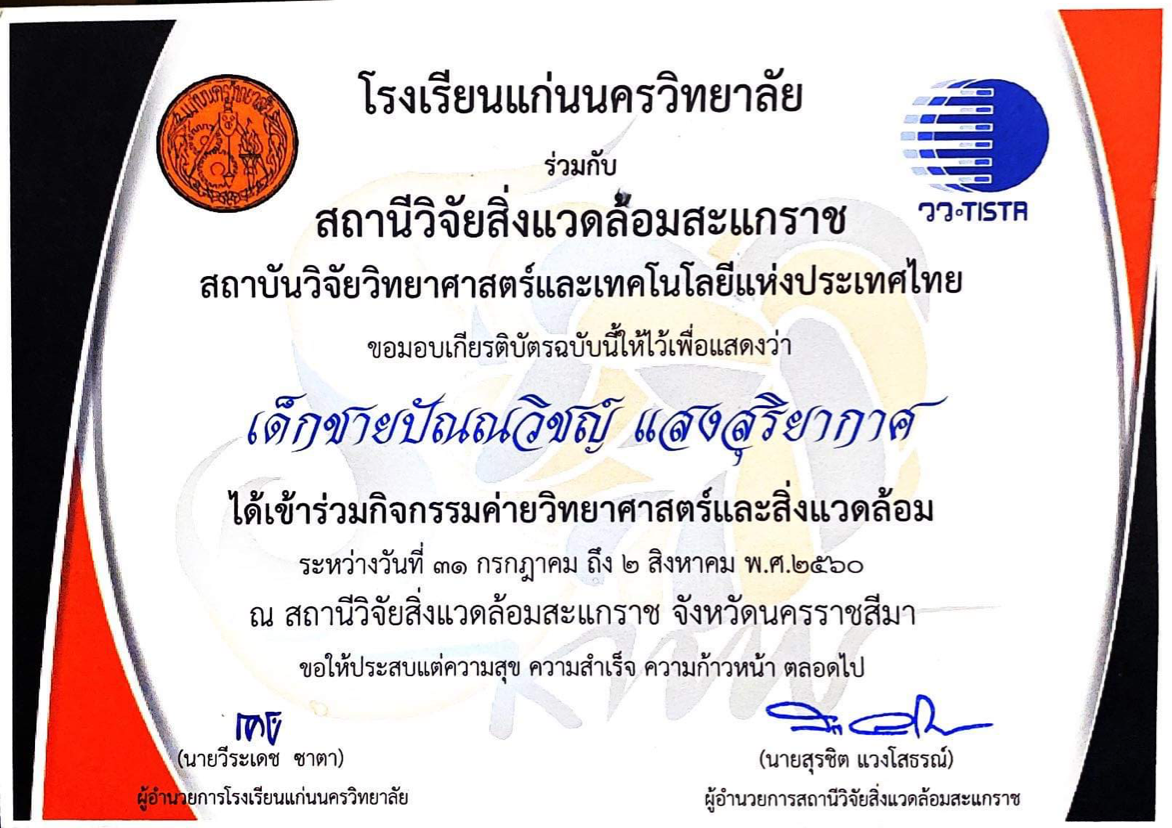 โรงเรียนแก่นนครวิทยาลัย
วว•TISTR
ร่วมกับ
สถานีวิจัยสิ่งแวดล้อมสะแกราช
สถาบันวิจัยวิทยาศาสตร์และเทคโนโลยีแห่งประเทศไทย
ขอมอบเกียรติบัตรฉบับนี้ให้ไว้เพื่อแสดงว่า
เด็กชายปัณณวิชญ์ แสงสุริยากาศ
ได้เข้าร่วมกิจกรรมค่ายวิทยาศาสตร์และสิ่งแวดล้อม
ระหว่างวันที่ ๓๑ กรกฎาคม ถึง ๒ สิงหาคม พ.ศ.๒๕๖๐
ณ สถานีวิจัยสิ่งแวดล้อมสะแกราช จังหวัดนครราชสีมา
ขอให้ประสบแต่ความสุข ความสำเร็จ ความก้าวหน้า ตลอดไป
(นายวีระเดช ซาตา)
ผู้อำนวยการโรงเรียนแก่นนครวิทยาลัย
(นายสุรชิต แวงโสธรณ์)
ผู้อำนวยการสถานีวิจัยสิ่งแวดล้อมสะแกราช